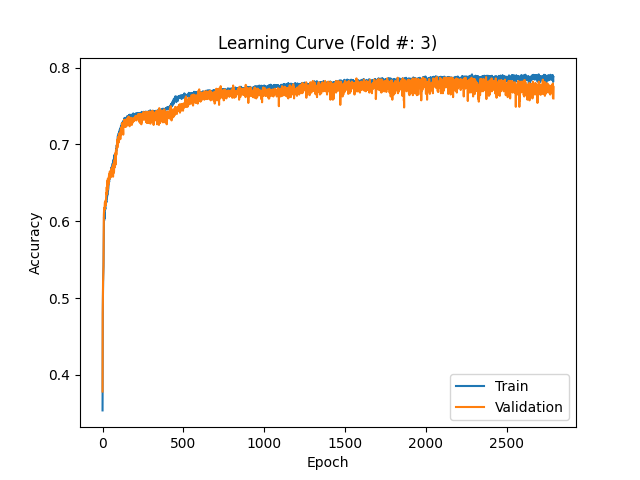 Learning Curve (Fold #: 3)
0.8
0.7
0.6
0.5
0.4
Accuracy
0
500
1000
1500
2000
2500
Epoch
Train
Validation